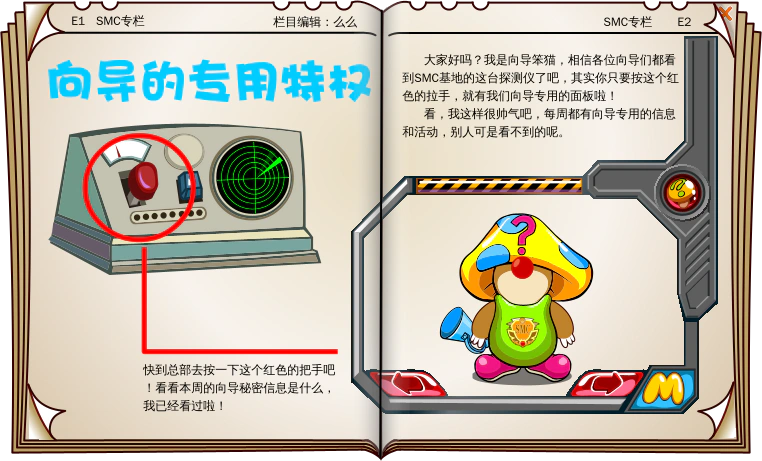 E1 SMC专栏
栏目编辑：么么
向导的专用特权
快到总部去按一下这个红色的把手吧
！看看本周的向导秘密信息是什么，
我已经看过啦！
SMC专栏 E2
大家好吗？我是向导笨猫，相信各位向导们都看
到SMC基地的这台探测仪了吧，其实你只要按这个红
色的拉手，就有我们向导专用的面板啦！
看，我这样很帅气吧，每周都有向导专用的信息
和活动，别人可是看不到的呢。
?
?
SMC
M